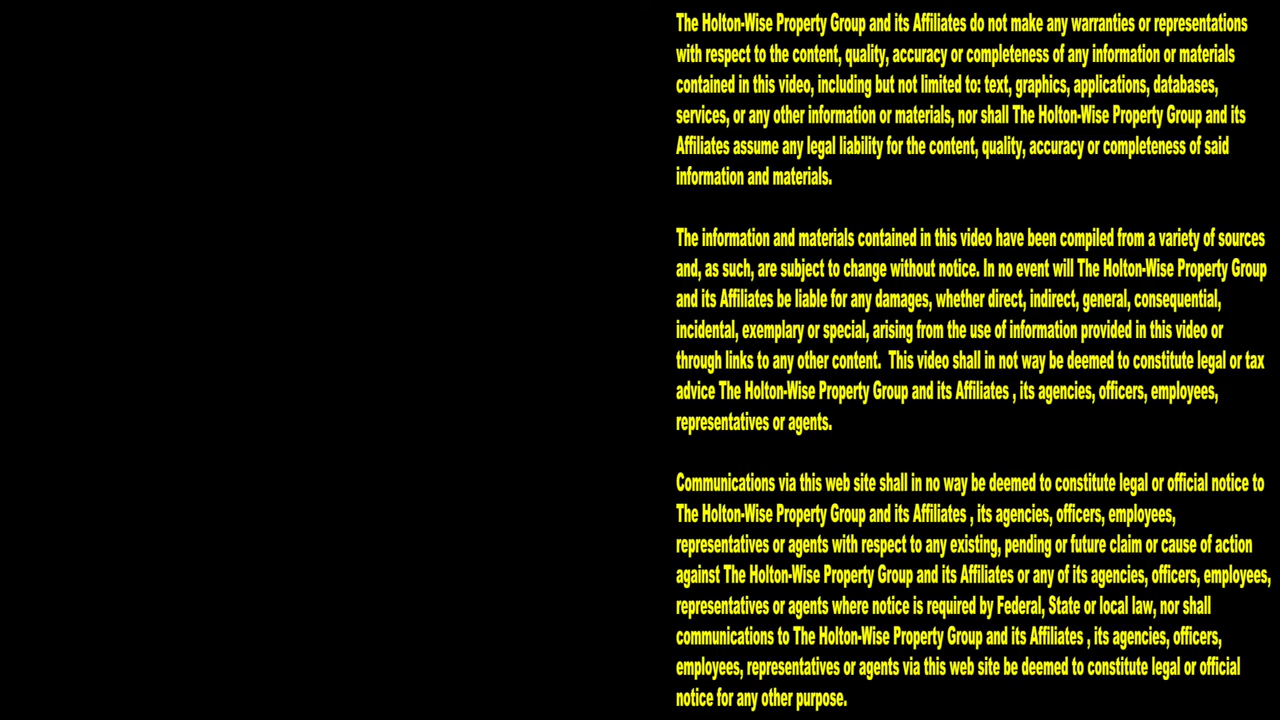 The Holton-Wise Property Group and its Affiliates do not make any warranties or representations
with respect to the content, quality, accuracy or completeness of any information or materials
contained in this video, including but not limited to: text, graphics, applications, databases,
services, or any other information or materials, nor shall The Holton-Wise Property Group and its
Affiliates assume any legal liability for the content, quality, accuracy or completeness of said
information and materials.
The information and materials contained in this video have been compiled from a variety of sources
and, as such, are subject to change without notice. In no event will The Holton-Wise Property Group
and its Affiliates be liable for any damages, whether direct, indirect, general, consequential,
incidental, exemplary or special, arising from the use of information provided in this video or
through links to any other content.  This video shall in not way be deemed to constitute legal or tax
advice The Holton-Wise Property Group and its Affiliates , its agencies, officers, employees,
representatives or agents.
Communications via this web site shall in no way be deemed to constitute legal or official notice to
The Holton-Wise Property Group and its Affiliates , its agencies, officers, employees,
representatives or agents with respect to any existing, pending or future claim or cause of action
against The Holton-Wise Property Group and its Affiliates or any of its agencies, officers, employees,
representatives or agents where notice is required by Federal, State or local law, nor shall
communications to The Holton-Wise Property Group and its Affiliates , its agencies, officers,
employees, representatives or agents via this web site be deemed to constitute legal or official
notice for any other purpose.